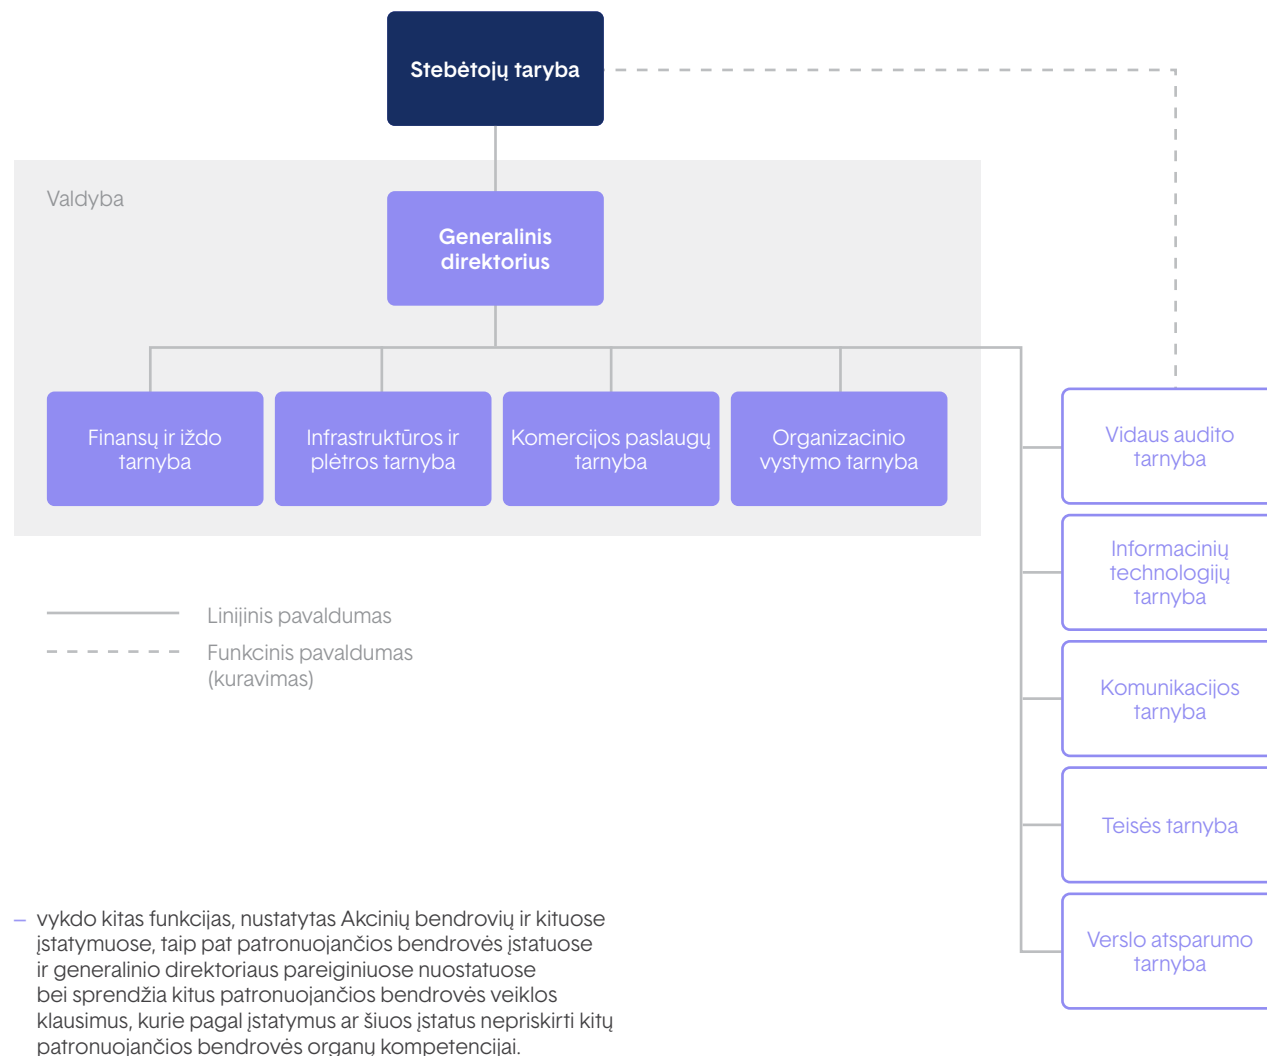 Stebėtojų taryba
Valdyba
Generalinis
direktorius
Finansų ir iždo
tarnyba
Infrastruktūros ir
plėtros tarnyba
Komercijos paslaugų
tarnyba
Organizacinio
vystymo tarnyba
Vidaus audito
tarnyba
Informacinių
technologijų
tarnyba
Komunikacijos
tarnyba
Teisės tarnyba
Verslo atsparumo
tarnyba
Linijinis pavaldumas
Funkcinis pavaldumas
(kuravimas)
– vykdo kitas funkcijas, nustatytas Akcinių bendrovių ir kituose
įstatymuose, taip pat patronuojančios bendrovės įstatuose
ir generalinio direktoriaus pareiginiuose nuostatuose
bei sprendžia kitus patronuojančios bendrovės veiklos
klausimus, kurie pagal įstatymus ar šiuos įstatus nepriskirti kitų
patronuojančios bendrovės organų kompetencijai.